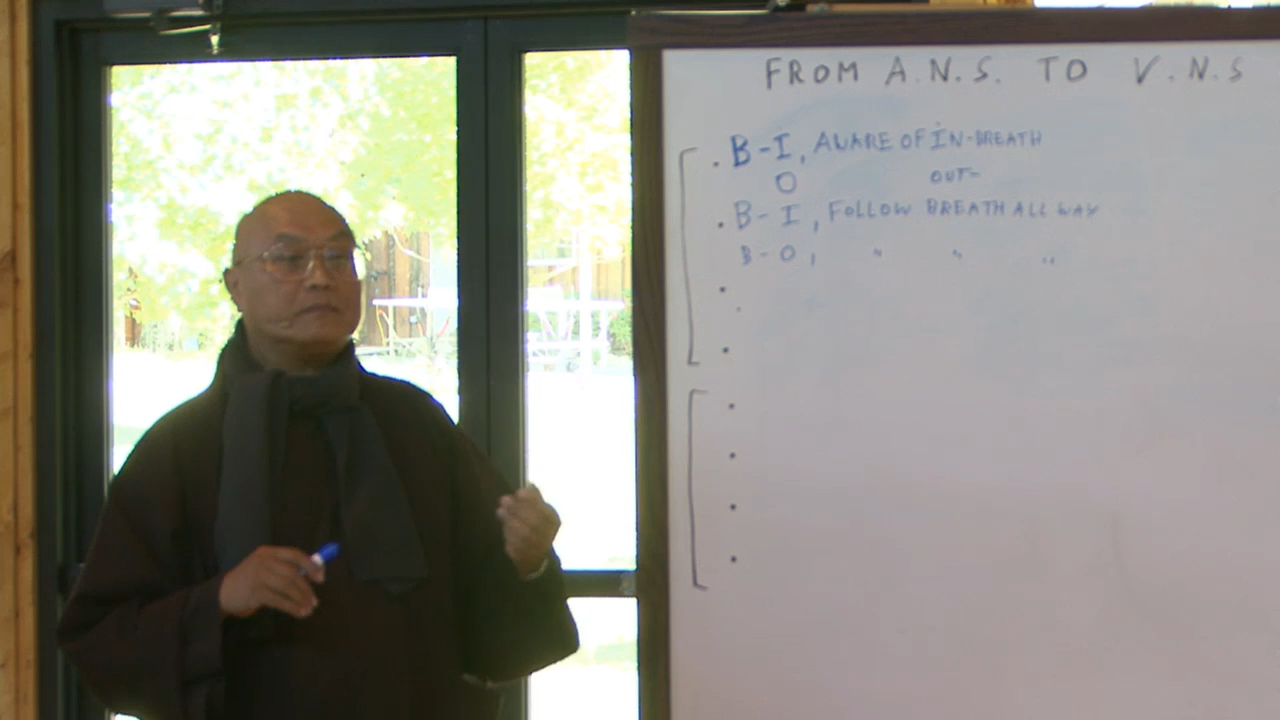 FROM A.N.S. TO V.N.S
. B-I, AWARE OF IN-BREATH
O OUT-
. B-I, FOLLOW BREATH ALL WAY
B-O, " " "